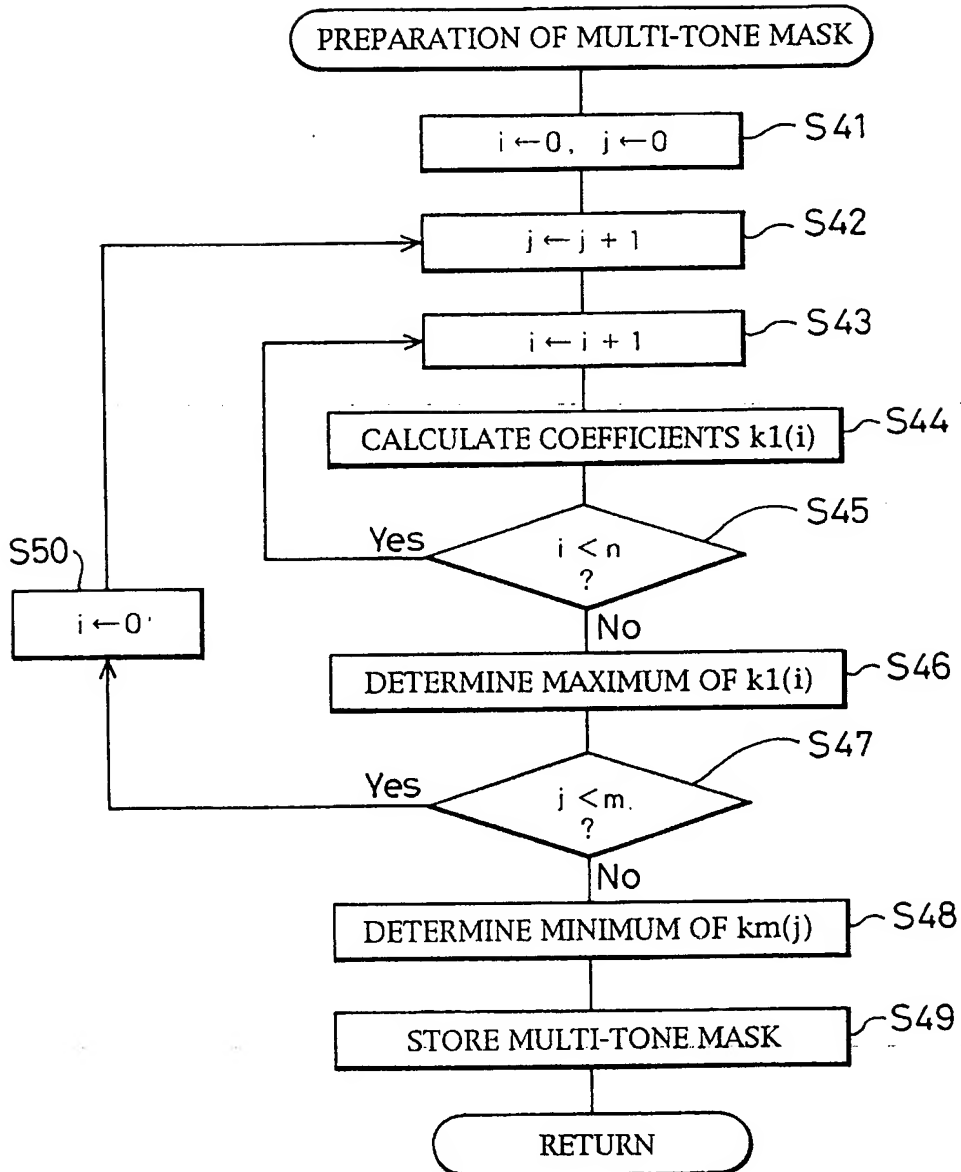 PREPARATION OF MULTI-TONE MASK
i←0, j←0
S41
j←j + 1
S42
i←i + 1
S43
CALCULATE COEFFICIENTS k1(i)
S44
Yes
i < n
?
S45
No
S50
i←0
DETERMINE MAXIMUM OF k1(i)
S46
Yes
j < m
?
S47
No
DETERMINE MINIMUM OF km(j)
S48
STORE MULTI-TONE MASK
S49
RETURN